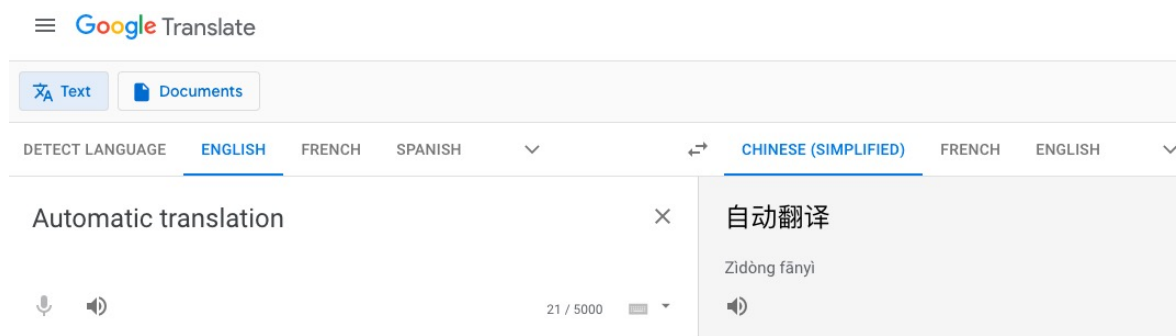 Google Translate
Text Documents
DETECT LANGUAGE ENGLISH FRENCH SPANISH CHINESE (SIMPLIFIED) FRENCH ENGLISH
Automatic translation
自动翻译
Zìdòng fānyì
21 / 5000